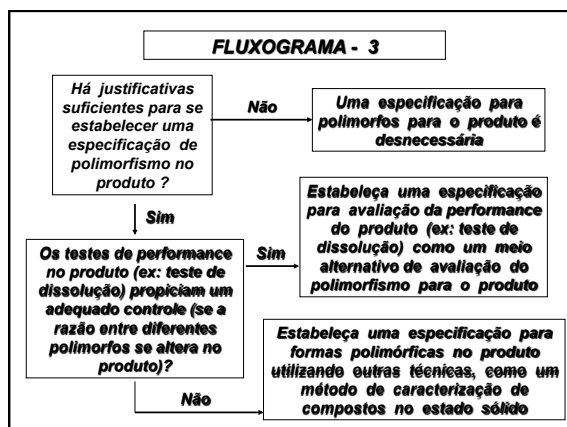 FLUXOGRAMA - 3
Há justificativas
suficientes para se
estabelecer uma
especificação de
polimorfismo no
produto ?
Não
Uma especificação para
polimorfos para o produto é
desnecessária
Sim
Os testes de performance
no produto (ex: teste de
dissolução) propiciam um
adequado controle (se a
razão entre diferentes
polimorfos se altera no
produto)?
Sim
Estabeleça uma especificação
para avaliação da performance
do produto (ex: teste de
dissolução) como um meio
alternativo de avaliação do
polimorfismo para o produto
Não
Estabeleça uma especificação para
formas polimórficas no produto
utilizando outras técnicas, como um
método de caracterização de
compostos no estado sólido